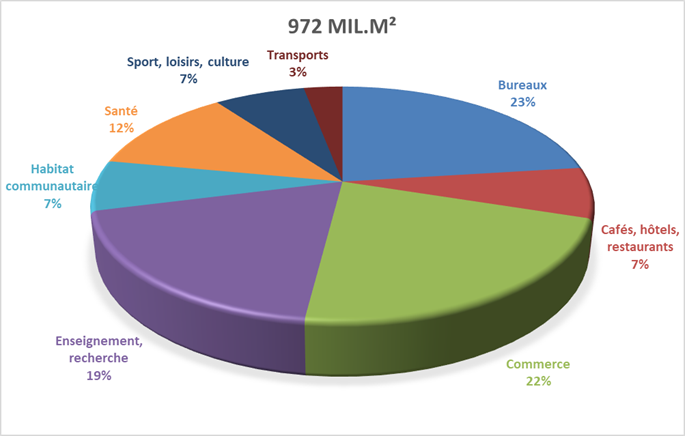 972 MIL.M²
Transports
3%
Sport, loisirs, culture
7%
Bureaux
23%
Santé
12%
Habitat
communautaire
7%
Cafés, hôtels,
restaurants
7%
Enseignement,
recherche
19%
Commerce
22%